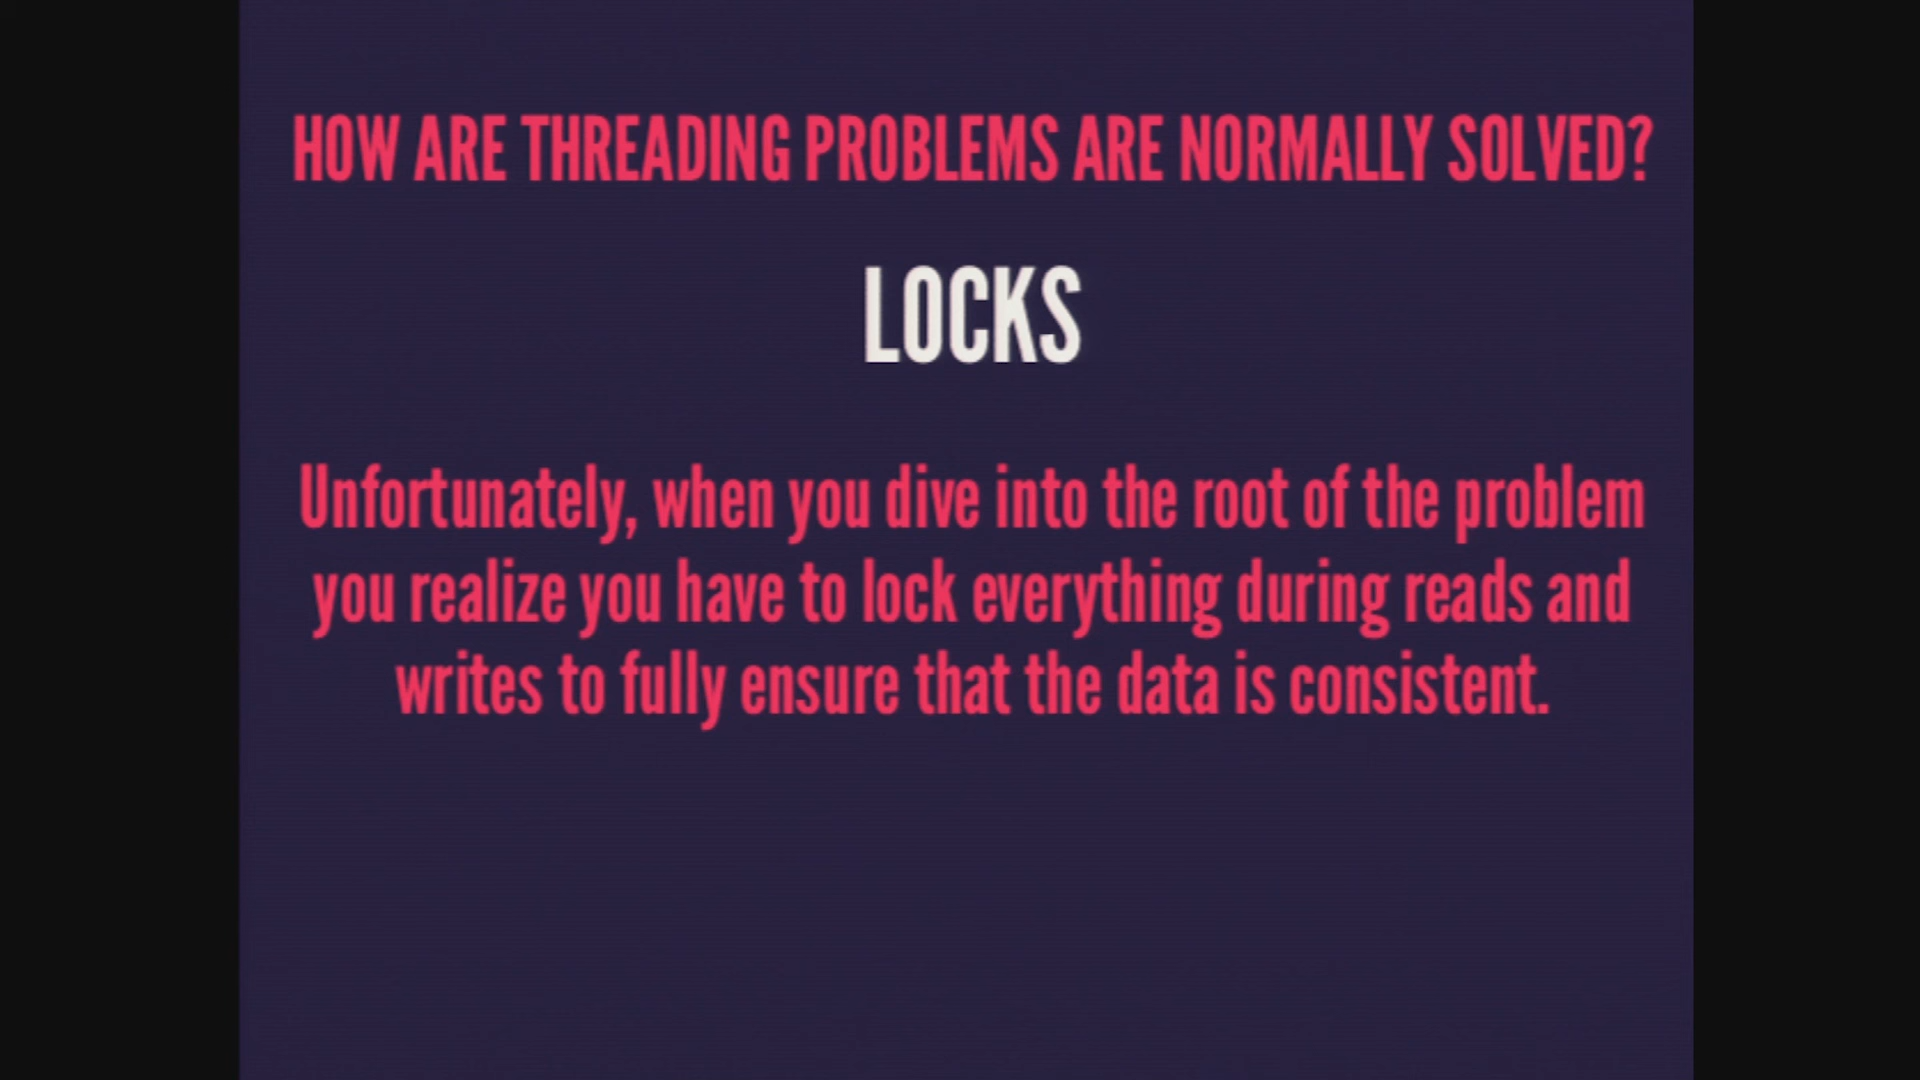 HOW ARE THREADING PROBLEMS ARE NORMALLY SOLVED?
LOCKS
Unfortunately, when you dive into the root of the problem
you realize you have to lock everything during reads and
writes to fully ensure that the data is consistent.